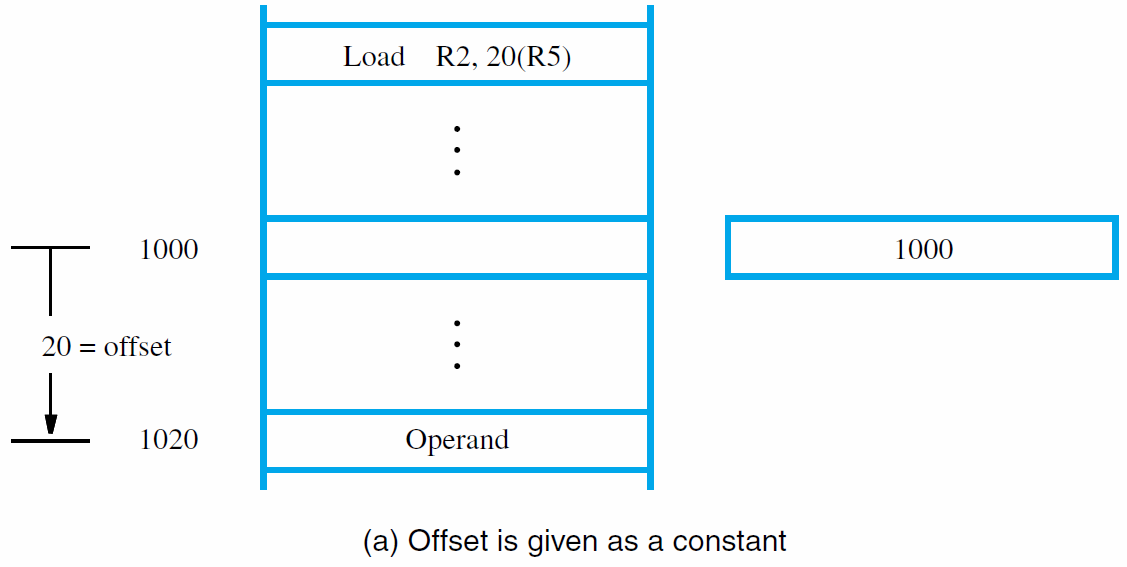 Load R2, 20(R5)
1000
1000
20 = offset
1020
Operand
(a) Offset is given as a constant